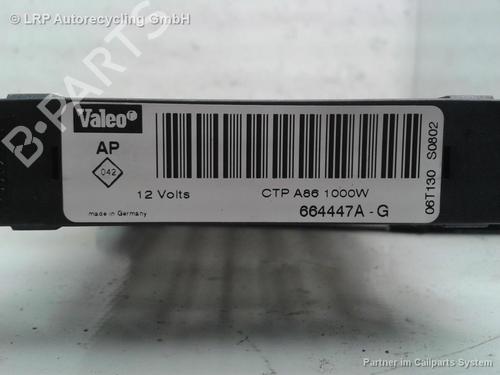 LRP Autorecycling GmbH
B-PARTS
Valeo
AP
042
12 Volts
CTP A86 1000W
made in Germany
664447A - G
06T130 S0802
Partner im Callparts System